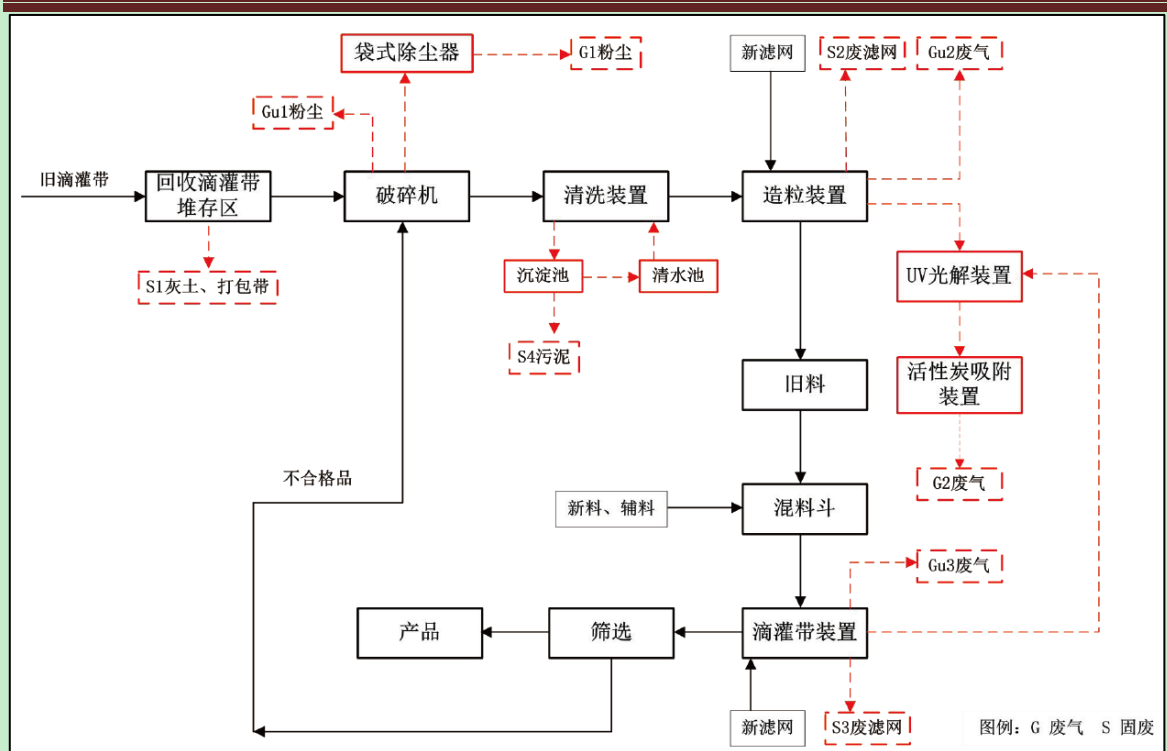 袋式除尘器
G1粉尘
新滤网
S2废滤网
Gu2废气
Gu1粉尘
旧滴灌带
回收滴灌带
堆存区
破碎机
清洗装置
造粒装置
S1灰土、打包带
沉淀池
清水池
UV光解装置
S4污泥
旧料
活性炭吸附
装置
不合格品
G2废气
新料、辅料
混料斗
Gu3废气
产品
筛选
滴灌带装置
新滤网
S3废滤网
图例：G 废气 S 固废